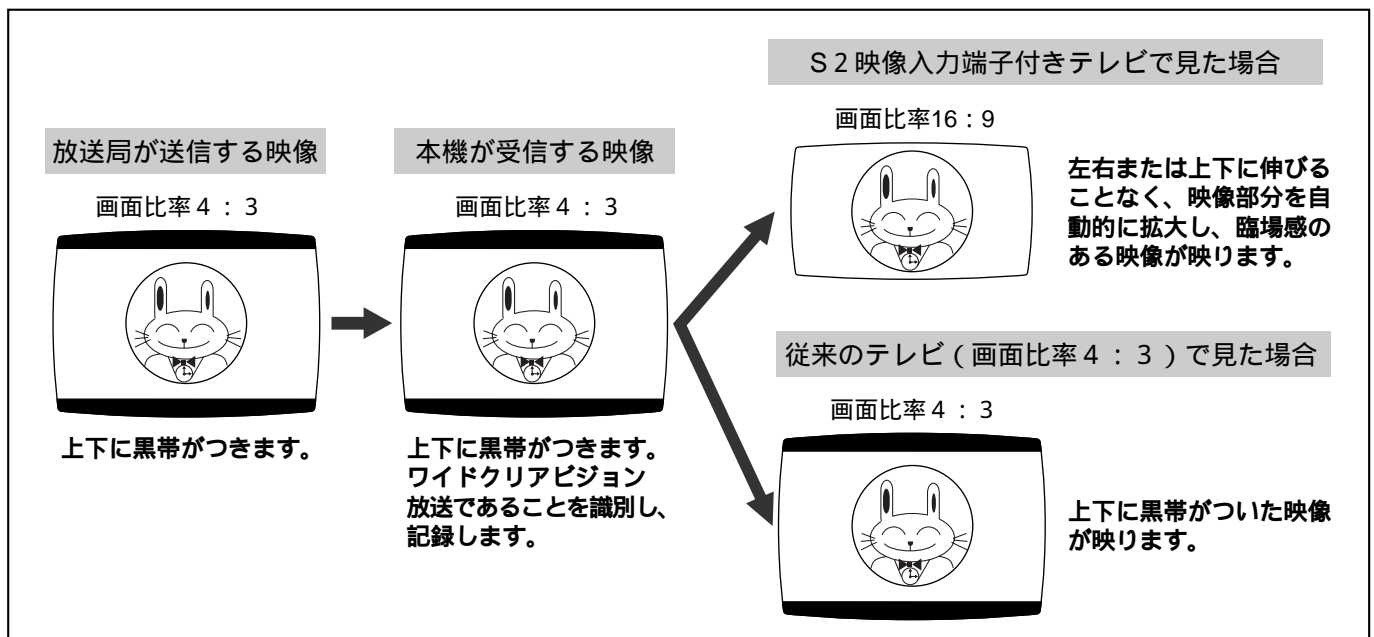 放送局が送信する映像
画面比率4：3
上下に黒帯がつきます。
本機が受信する映像
画面比率4：3
上下に黒帯がつきます。
ワイドクリアビジョン
放送であることを識別し、
記録します。
S2映像入力端子付きテレビで見た場合
画面比率16：9
左右または上下に伸びる
ことなく、映像部分を自
動的に拡大し、臨場感の
ある映像が映ります。
従来のテレビ（画面比率4：3）で見た場合
画面比率4：3
上下に黒帯がついた映像
が映ります。